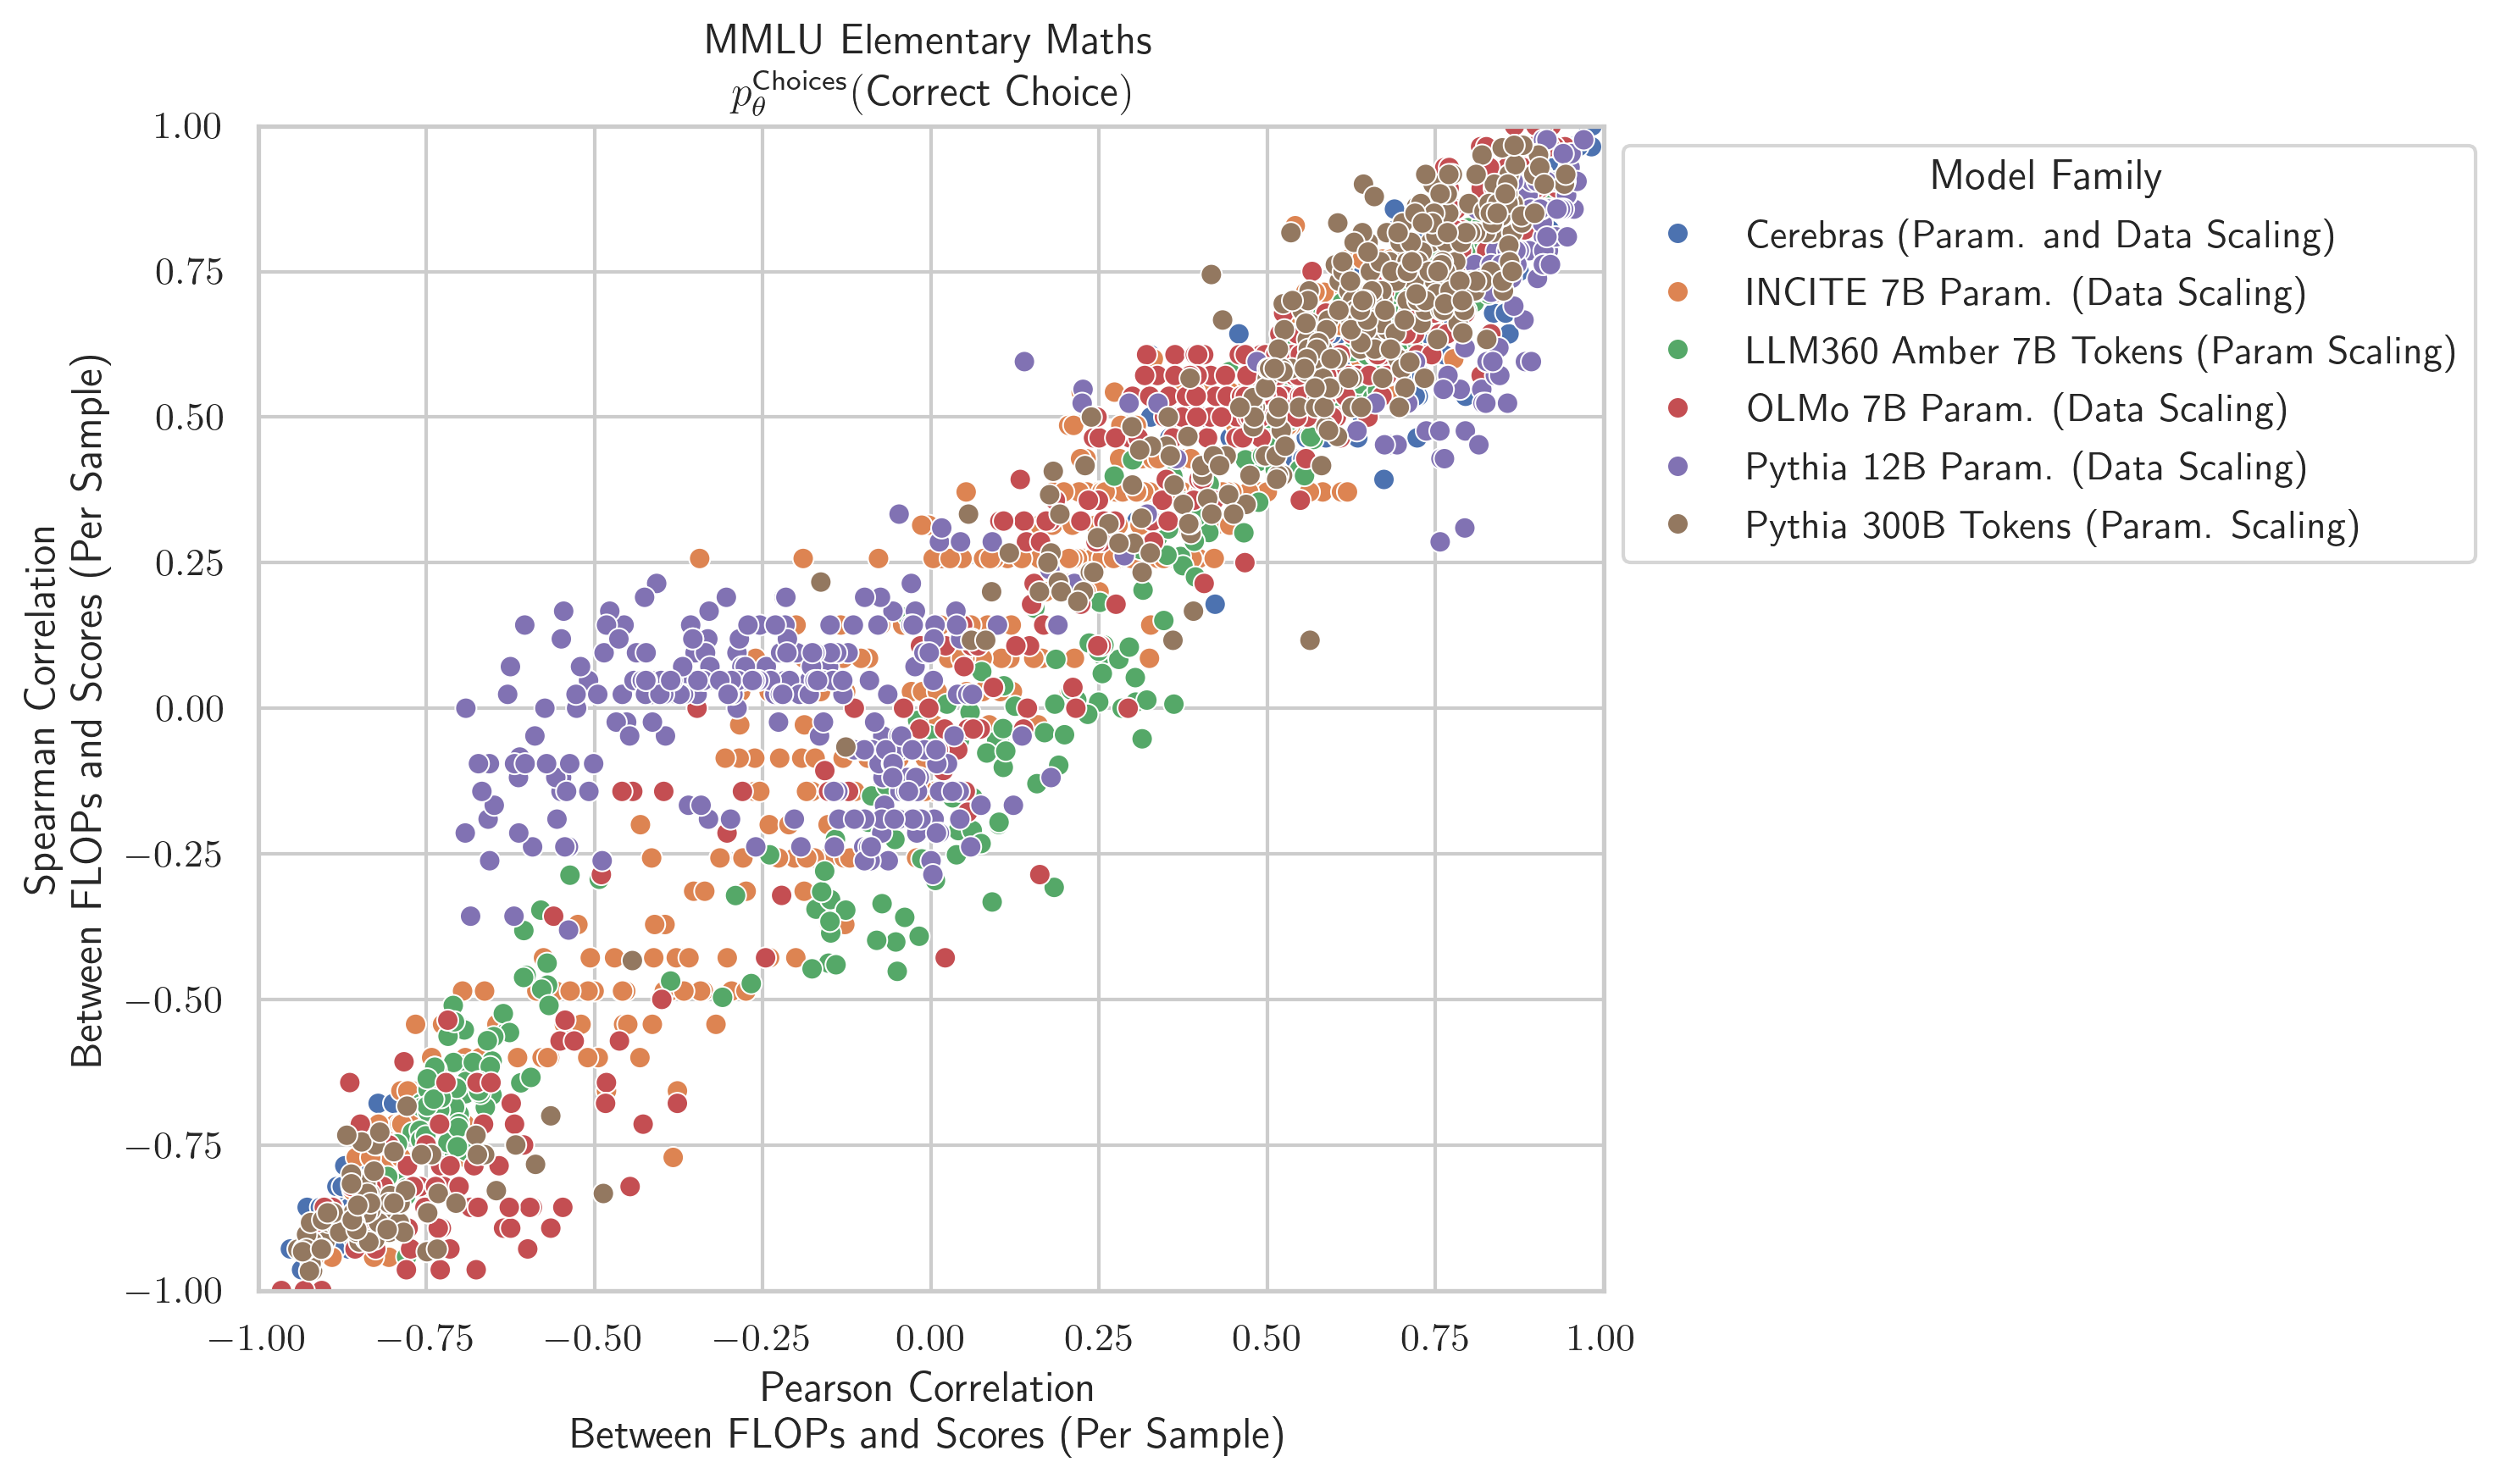 MMLU Elementary Maths
p_θ^Choices(Correct Choice)
1.00
0.75
0.50
0.25
0.00
−0.25
−0.50
−0.75
−1.00
Spearman Correlation
Between FLOPs and Scores (Per Sample)
−1.00 −0.75 −0.50 −0.25 0.00 0.25 0.50 0.75 1.00
Pearson Correlation
Between FLOPs and Scores (Per Sample)
Model Family
Cerebras (Param. and Data Scaling)
INCITE 7B Param. (Data Scaling)
LLM360 Amber 7B Tokens (Param Scaling)
OLMo 7B Param. (Data Scaling)
Pythia 12B Param. (Data Scaling)
Pythia 300B Tokens (Param. Scaling)